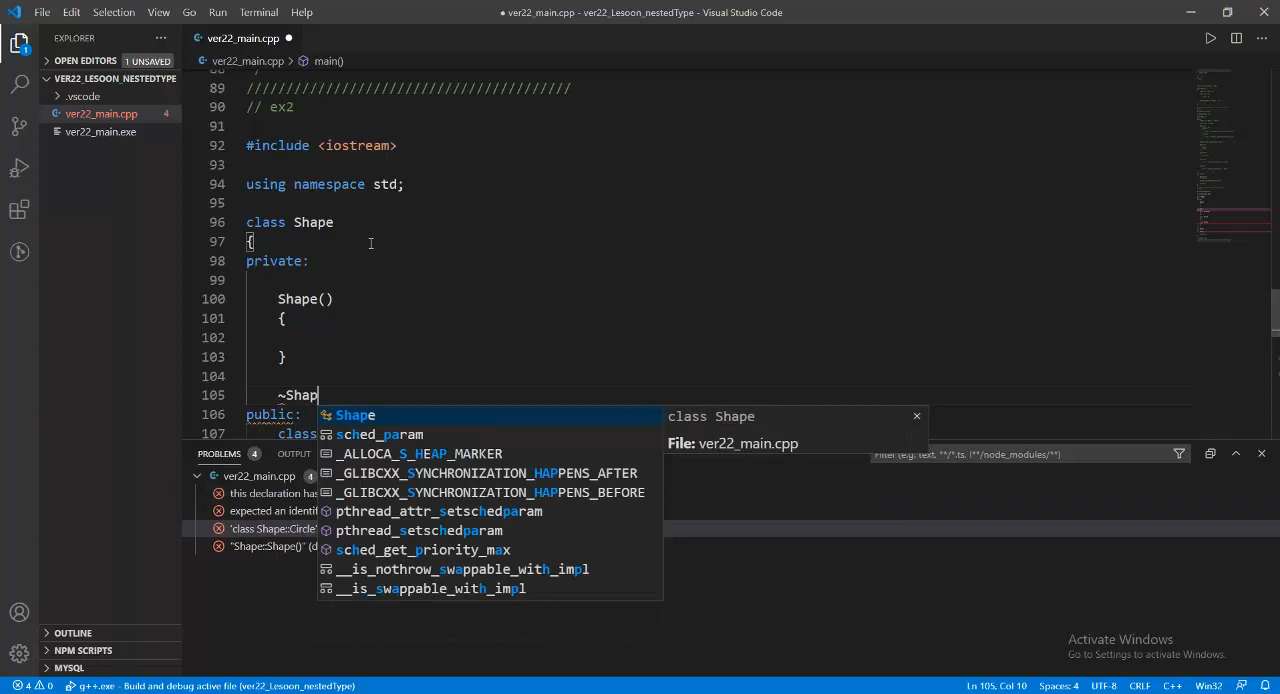 File Edit Selection View Go Run Terminal Help
● ver22_main.cpp - ver22_Lesoon_nestedType - Visual Studio Code
EXPLORER
OPEN EDITORS 1 UNSAVED
VER22_LESOON_NESTEDTYPE
.vscode
ver22_main.cpp 4
ver22_main.exe
OUTLINE
NPM SCRIPTS
MYSQL
1
ver22_main.cpp ●
ver22_main.cpp > main()
88
89 /////////////////////////////////////////
90 // ex2
91
92 #include <iostream>
93
94 using namespace std;
95
96 class Shape
97 {
98 private:
99
100 Shape()
101 {
102
103 }
104
105 ~Shap
106 public:
107 class
Shape
sched_param
_ALLOCA_S_HEAP_MARKER
_GLIBCXX_SYNCHRONIZATION_HAPPENS_AFTER
_GLIBCXX_SYNCHRONIZATION_HAPPENS_BEFORE
pthread_attr_setschedparam
pthread_setschedparam
sched_get_priority_max
__is_nothrow_swappable_with_impl
__is_swappable_with_impl
class Shape
File: ver22_main.cpp
PROBLEMS 4 OUTPUT
Filter (e.g. text, **/*.ts, !**/node_modules/**)
ver22_main.cpp 4
this declaration has
expected an identif
'class Shape::Circle'
"Shape::Shape()" (d
Activate Windows
Go to Settings to activate Windows.
4 0 g++.exe - Build and debug active file (ver22_Lesoon_nestedType)
Ln 105, Col 10 Spaces: 4 UTF-8 CRLF C++ Win32